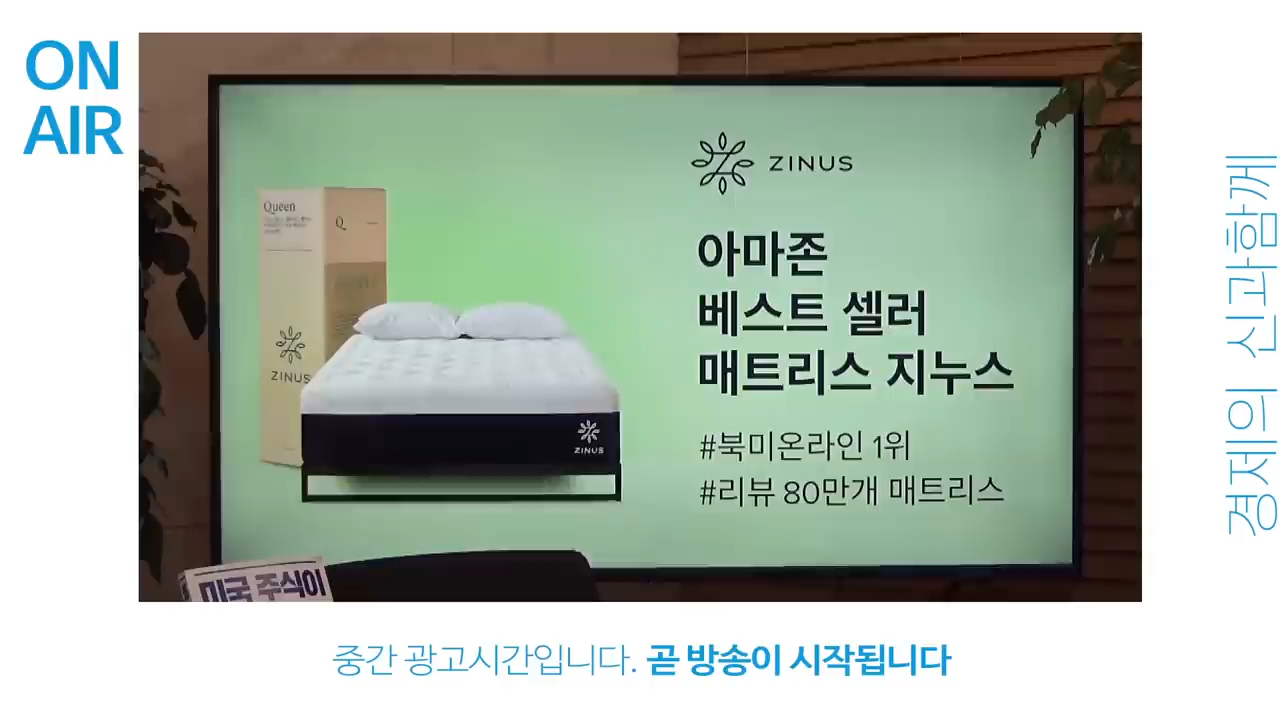 ON
AIR
ZINUS
아마존
베스트 셀러
매트리스 지누스
#북미온라인 1위
#리뷰 80만개 매트리스
Queen
Q
ZINUS
ZINUS
미국 주식이
경제의 신과함께
중간 광고시간입니다. 곧 방송이 시작됩니다